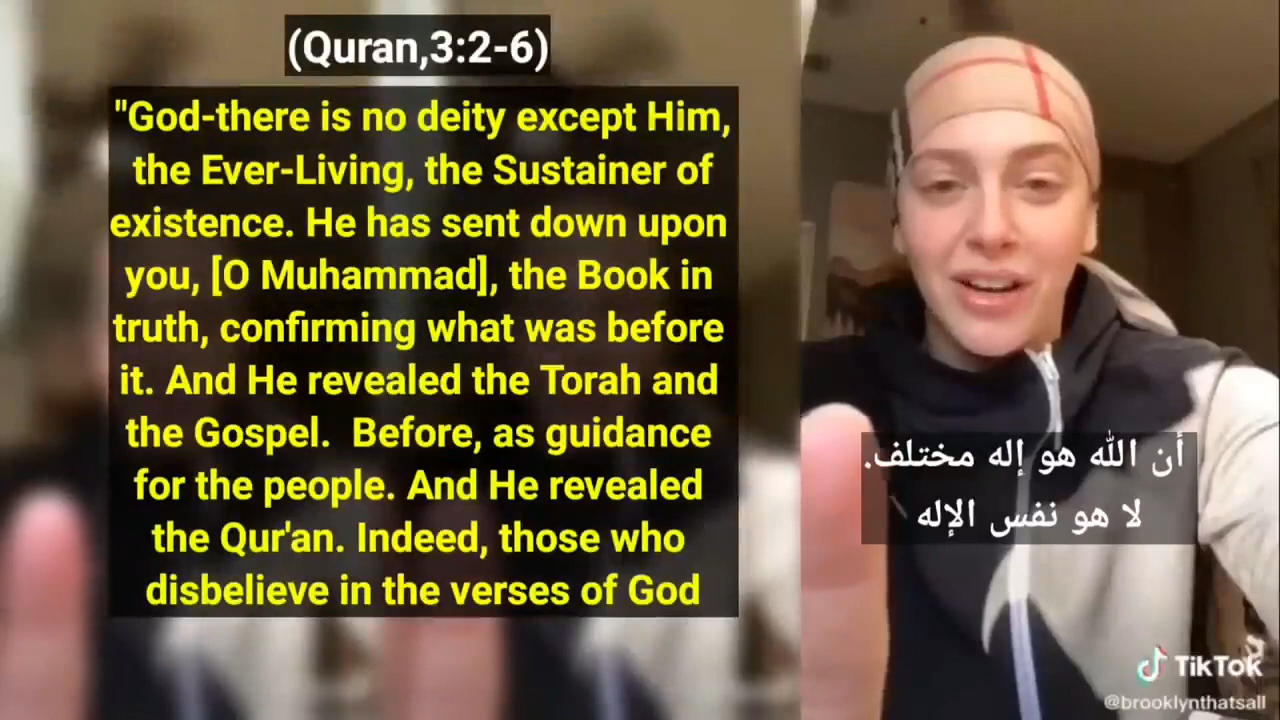 (Quran,3:2-6)
"God-there is no deity except Him,
the Ever-Living, the Sustainer of
existence. He has sent down upon
you, [O Muhammad], the Book in
truth, confirming what was before
it. And He revealed the Torah and
the Gospel.  Before, as guidance
for the people. And He revealed
the Qur'an. Indeed, those who
disbelieve in the verses of God
أن الله هو إله مختلف.
لا هو نفس الإله
TikTok
@brooklynthatsall